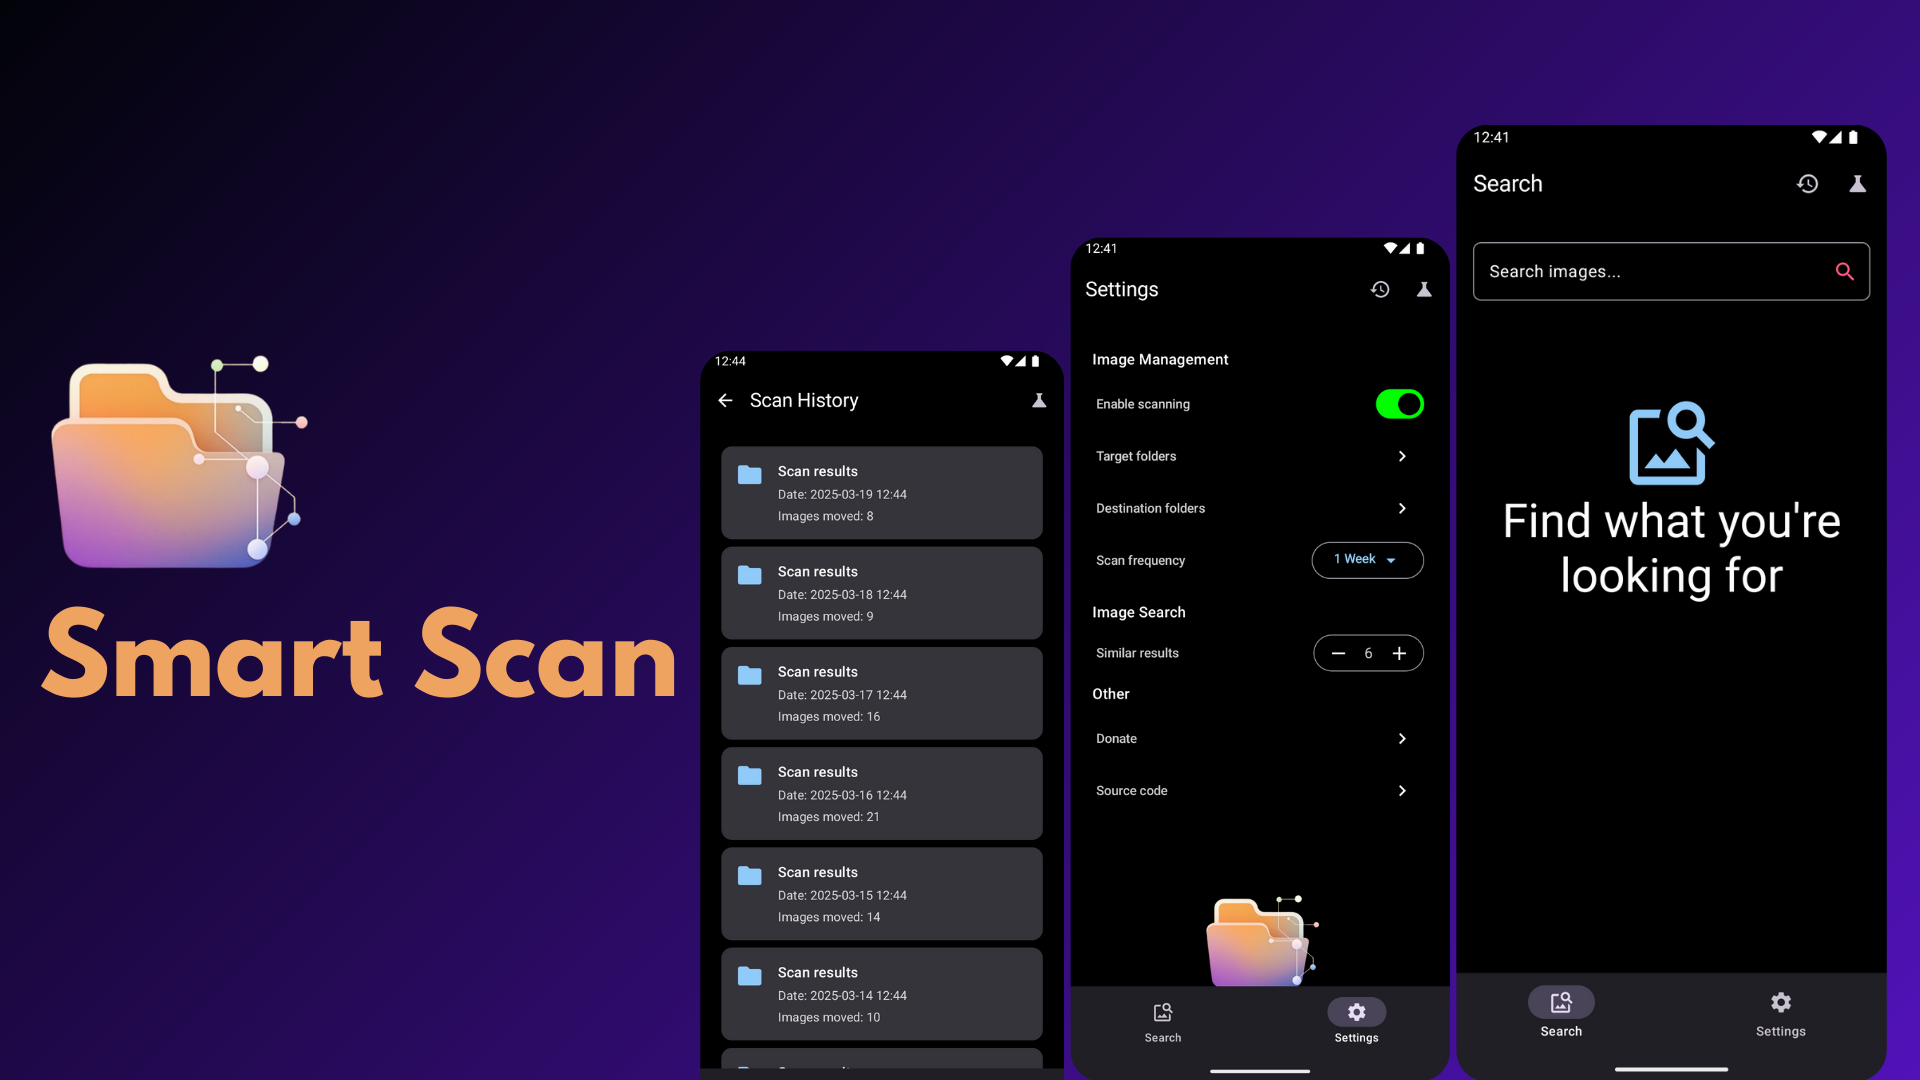 Smart Scan
12:44
Scan History
Scan results
Date: 2025-03-19 12:44
Images moved: 8
Scan results
Date: 2025-03-18 12:44
Images moved: 9
Scan results
Date: 2025-03-17 12:44
Images moved: 16
Scan results
Date: 2025-03-16 12:44
Images moved: 21
Scan results
Date: 2025-03-15 12:44
Images moved: 14
Scan results
Date: 2025-03-14 12:44
Images moved: 10
12:41
Settings
Image Management
Enable scanning
Target folders
Destination folders
Scan frequency
1 Week
Image Search
Similar results
6
Other
Donate
Source code
Search
Settings
12:41
Search
Search images...
Find what you're
looking for
Search
Settings